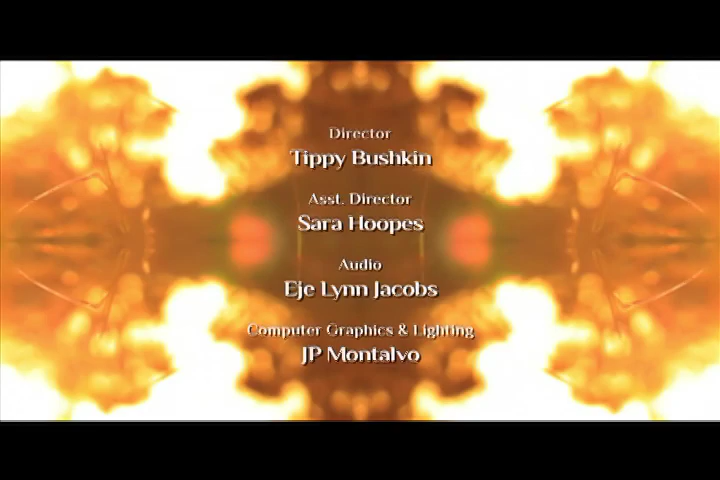 Director
Tippy Bushkin
Asst. Director
Sara Hoopes
Audio
Eje Lynn Jacobs
Computer Graphics & Lighting
JP Montalvo